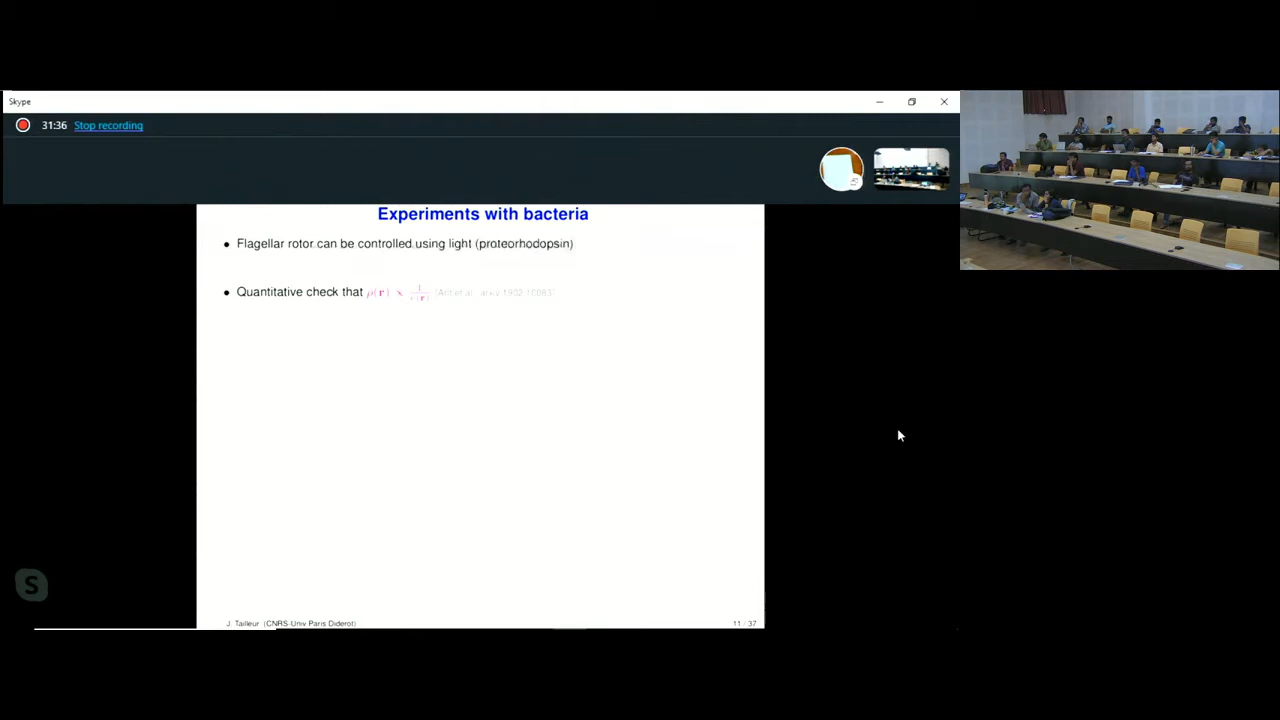 Skype
31:36 Stop recording
Experiments with bacteria
• Flagellar rotor can be controlled using light (proteorhodopsin)
• Quantitative check that
J. Tailleur (CNRS-Univ Paris Diderot) 11 / 37
S